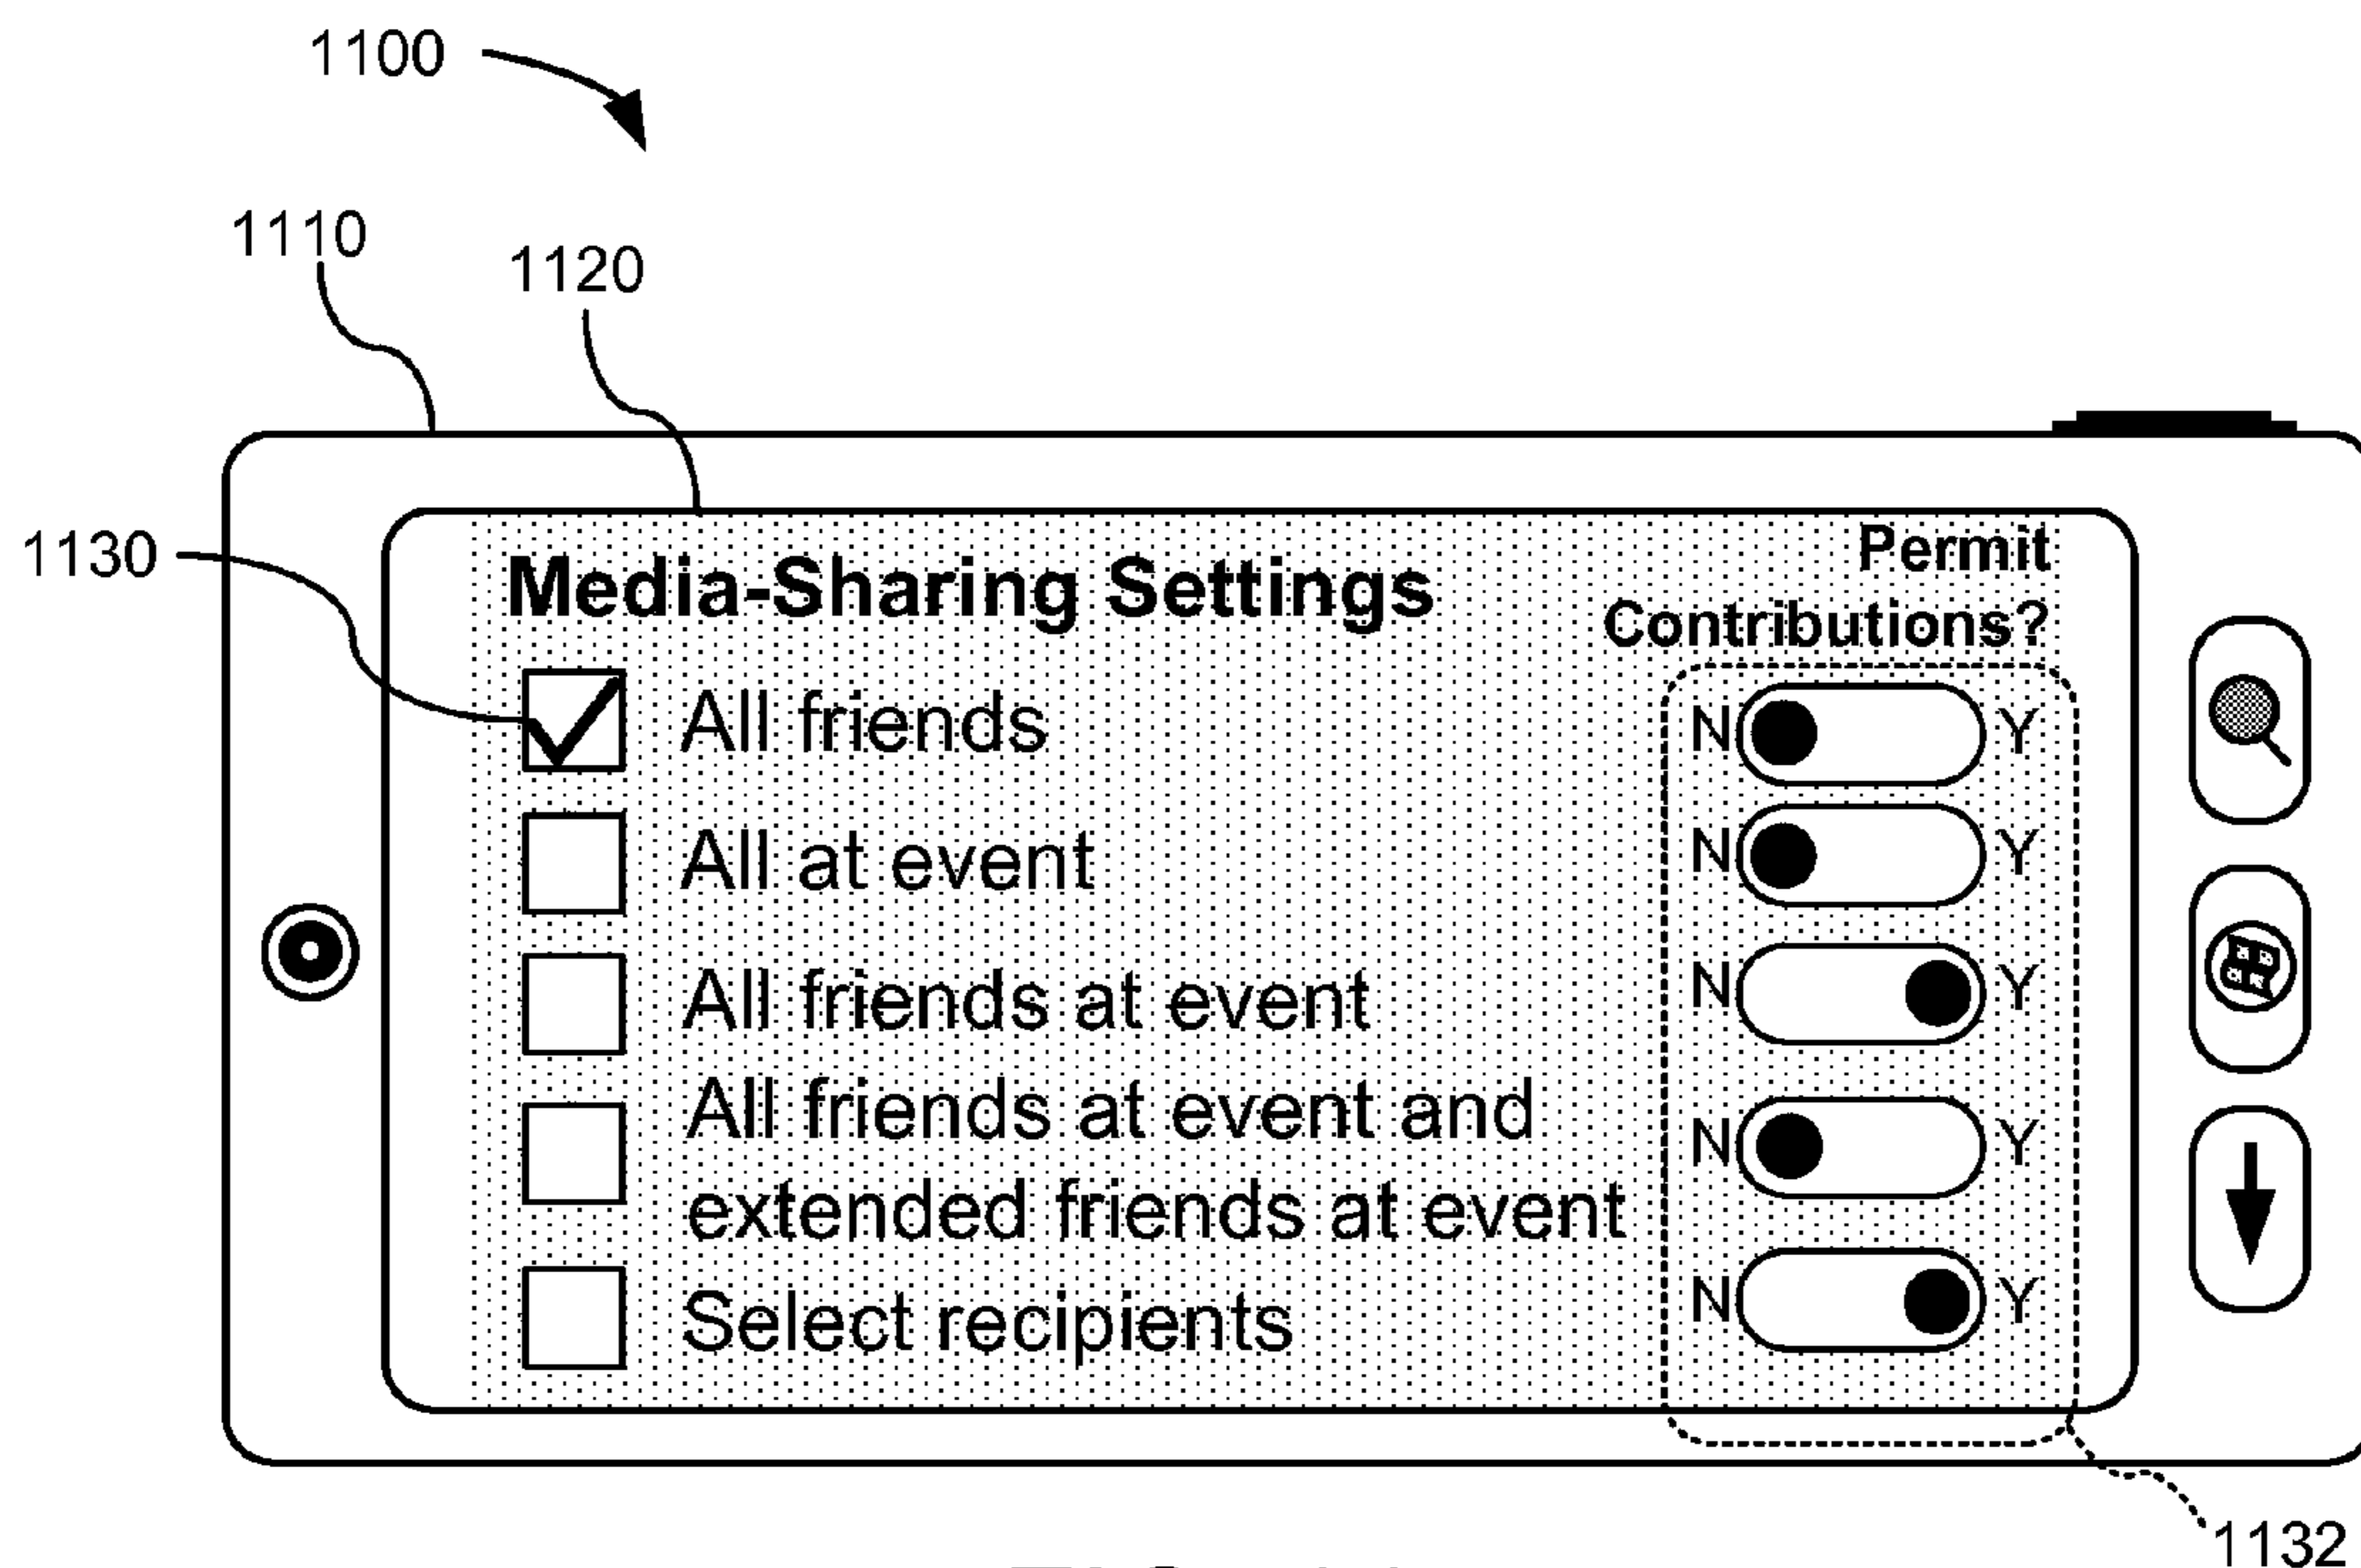 1100
1110
1120
1130
Permit
Media-Sharing Settings
Contributions?
All friends
N Y
All at event
N Y
All friends at event
N Y
All friends at event and
extended friends at event
N Y
Select recipients
N Y
1132